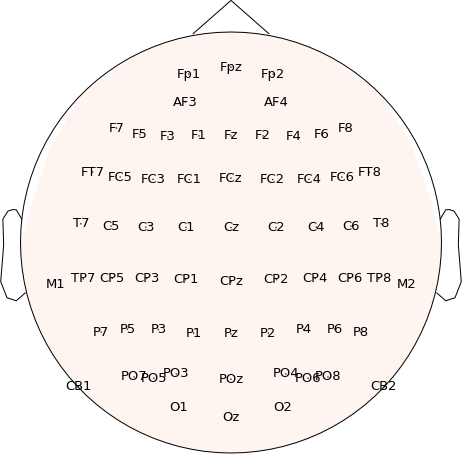 Fpz
Fp1 Fp2
AF3 AF4
F7 F5 F3 F1 Fz F2 F4 F6 F8
FT7 FC5 FC3 FC1 FCz FC2 FC4 FC6 FT8
T7 C5 C3 C1 Cz C2 C4 C6 T8
M1 TP7 CP5 CP3 CP1 CPz CP2 CP4 CP6 TP8 M2
P7 P5 P3 P1 Pz P2 P4 P6 P8
PO7 PO5 PO3 POz PO4 PO6 PO8
CB1 CB2
O1 Oz O2